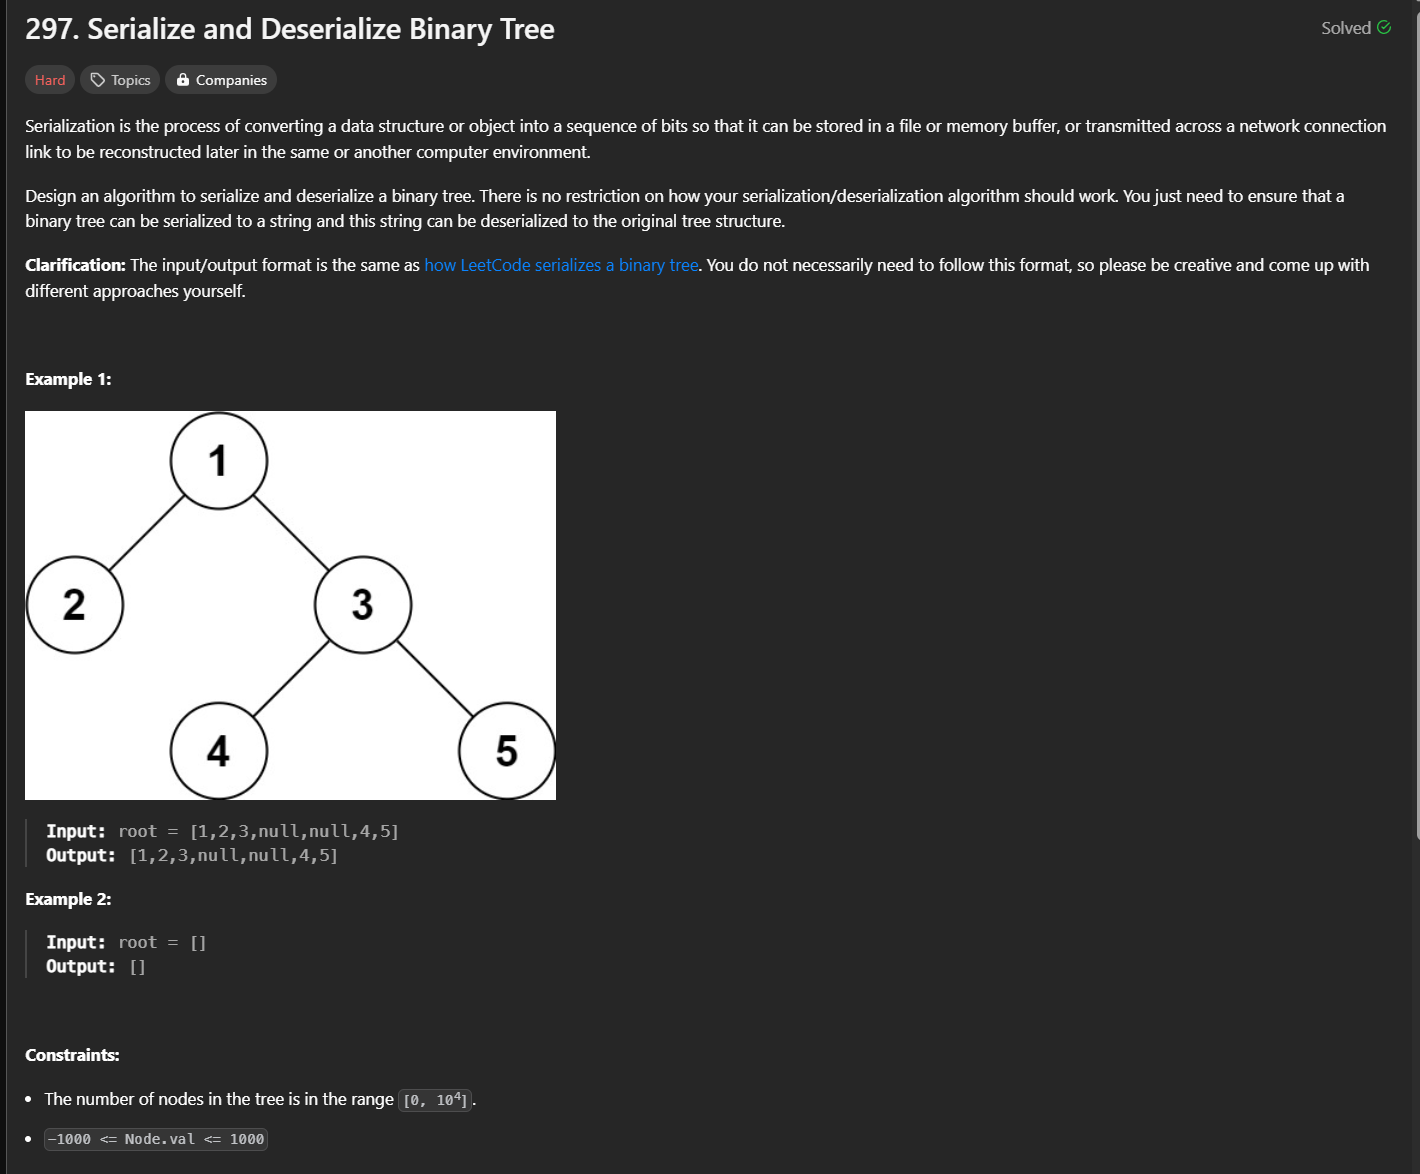 297. Serialize and Deserialize Binary Tree
Solved
Hard Topics Companies
Serialization is the process of converting a data structure or object into a sequence of bits so that it can be stored in a file or memory buffer, or transmitted across a network connection
link to be reconstructed later in the same or another computer environment.
Design an algorithm to serialize and deserialize a binary tree. There is no restriction on how your serialization/deserialization algorithm should work. You just need to ensure that a
binary tree can be serialized to a string and this string can be deserialized to the original tree structure.
Clarification: The input/output format is the same as how LeetCode serializes a binary tree. You do not necessarily need to follow this format, so please be creative and come up with
different approaches yourself.
Example 1:
1
2 3
4 5
Input: root = [1,2,3,null,null,4,5]
Output: [1,2,3,null,null,4,5]
Example 2:
Input: root = []
Output: []
Constraints:
• The number of nodes in the tree is in the range [0, 10⁴].
• -1000 <= Node.val <= 1000